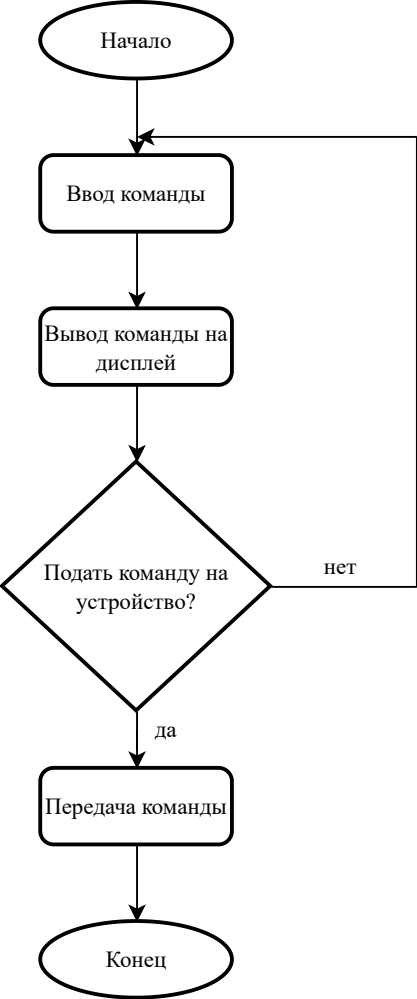 Начало
Ввод команды
Вывод команды на
дисплей
Подать команду на
устройство?
нет
да
Передача команды
Конец